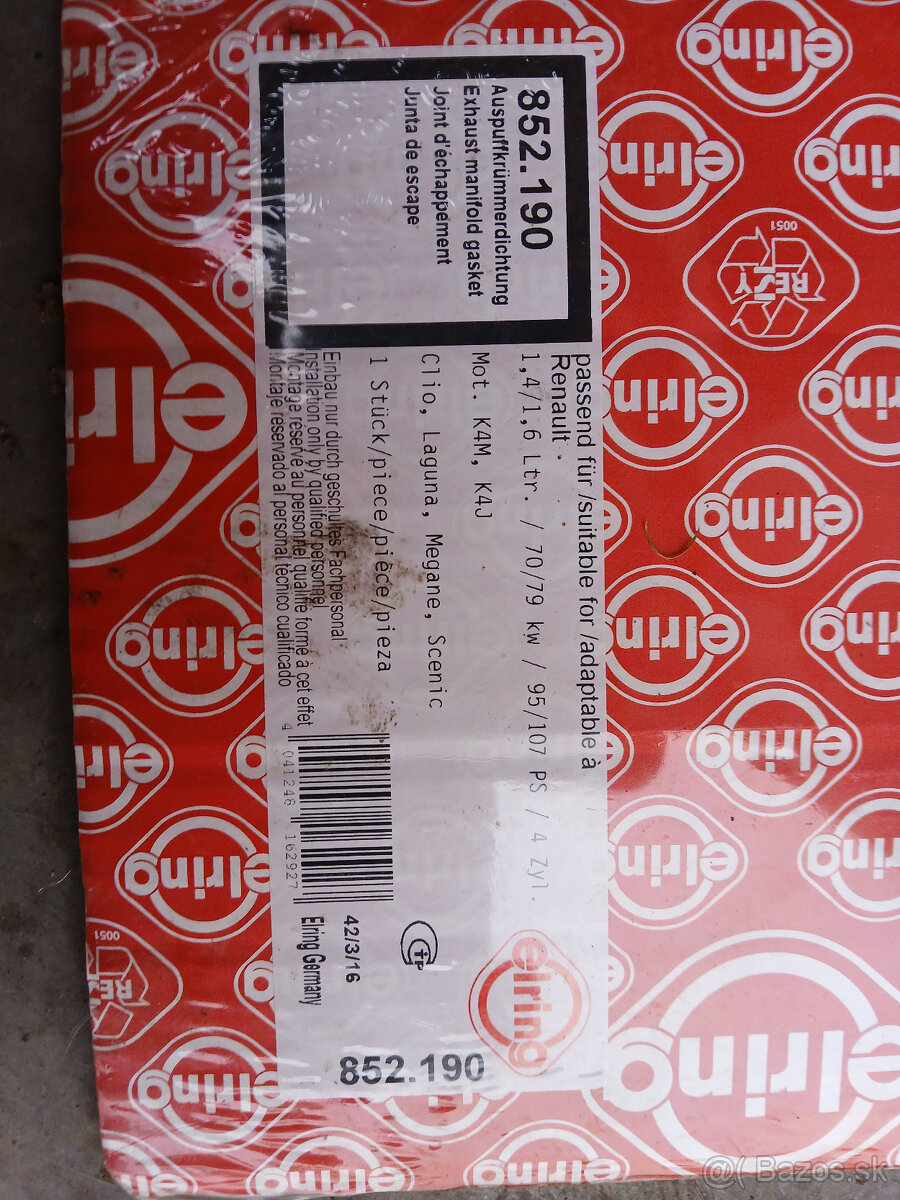 852.190
Auspuffkrümmerdichtung
Exhaust manifold gasket
Joint d'échappement
Junta de escape
passend für /suitable for /adaptable à
Renault
1,4/1,6 Ltr. / 70/79 kw / 95/107 PS / 4 Zyl.
Mot. K4M, K4J
Clio, Laguna, Megane, Scenic
1 Stück/piece/pièce/pieza
Einbau nur durch geschultes Fachpersonal
Installation only by qualified personnel
Montage réservé au personnel qualifié formé à cet effet
Montaje reservado al personal técnico cualificado
4 041246 162927
Elring Germany
42/3/16
852.190
elring
elring
elring
elring
elring
RESY
0051
@( Bazos.sk